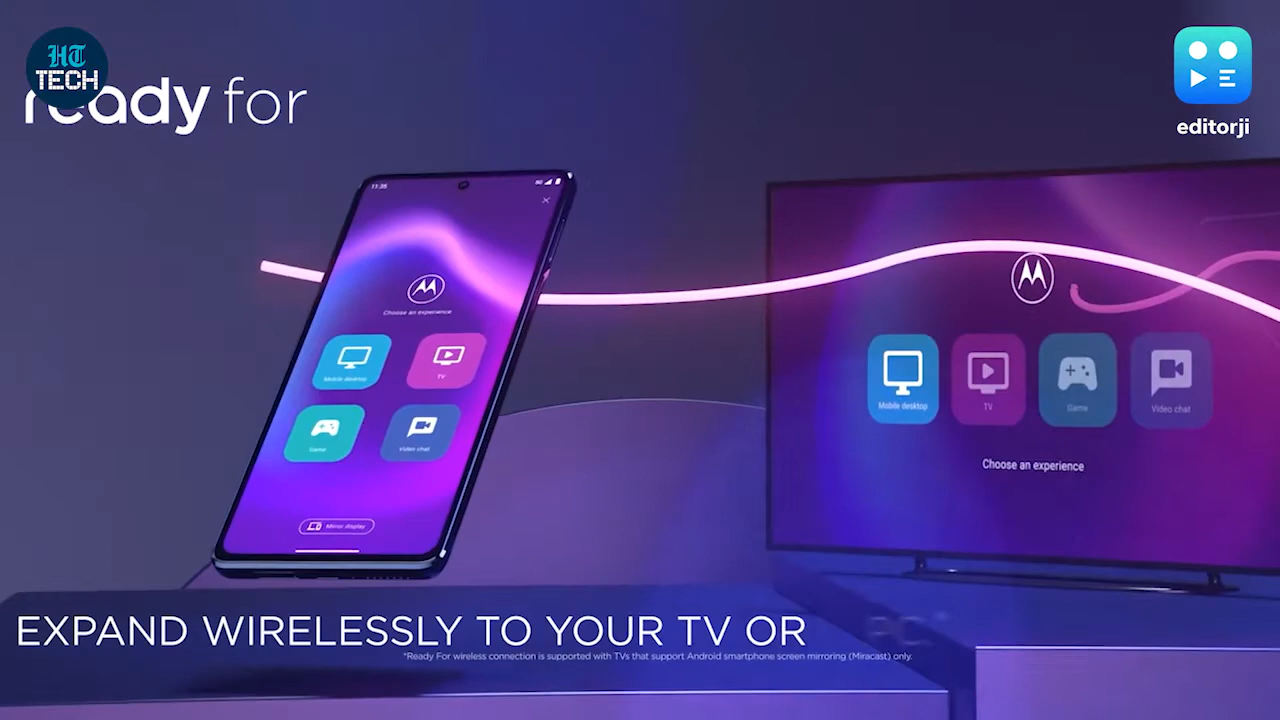 HT
TECH
ready for
editorji
11:35
5G
Choose an experience
Mobile desktop
TV
Game
Video chat
Mirror display
Mobile desktop
TV
Game
Video chat
Choose an experience
EXPAND WIRELESSLY TO YOUR TV OR
*Ready For wireless connection is supported with TVs that support Android smartphone screen mirroring (Miracast) only.